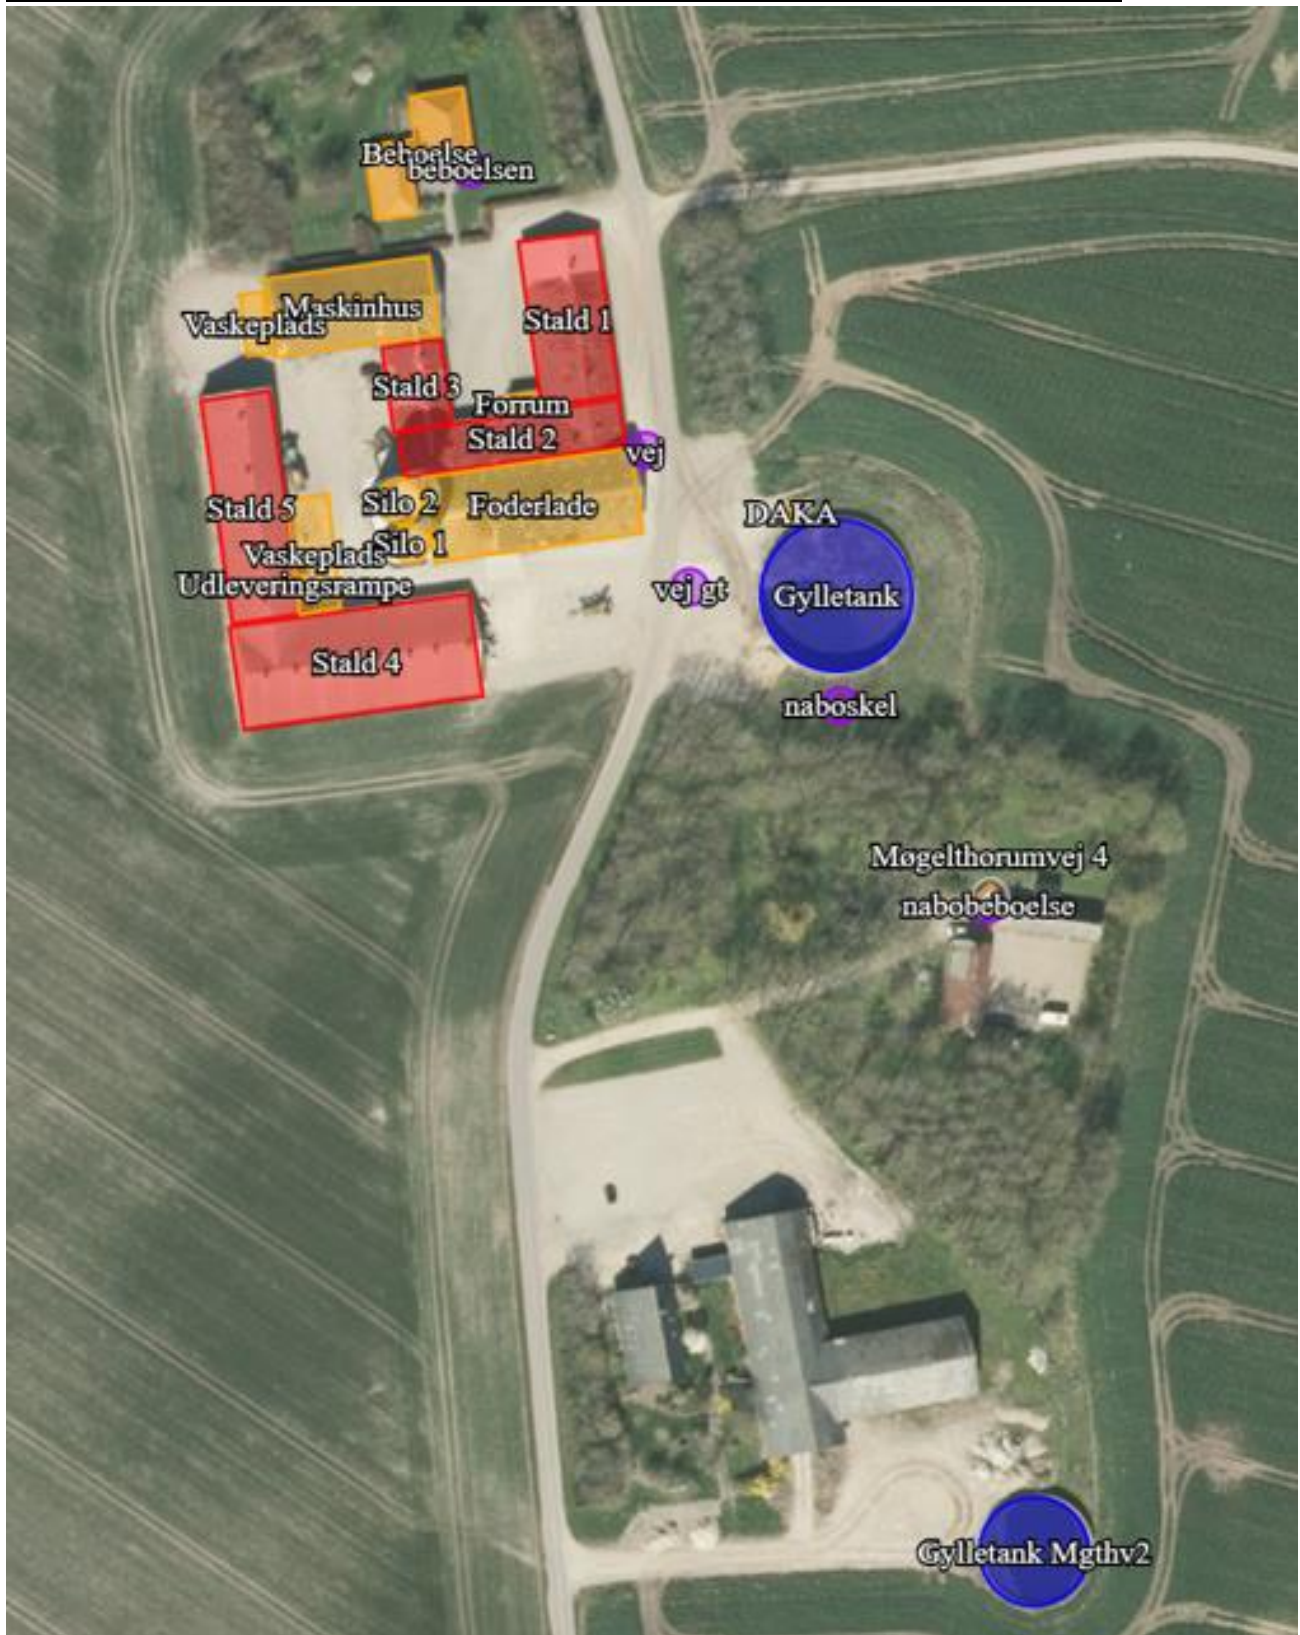 Beboelse
beboelsen
Maskinhus
Vaskeplads
Stald 1
Stald 3
Forrum
Stald 2
vej
Silo 2
Foderlade
Stald 5
DAKA
Silo 1
Vaskeplads
Udleveringsrampe
vej gt
Gylletank
Stald 4
naboskel
Møgelthorumvej 4
nabobeboelse
Gylletank Mgthv2